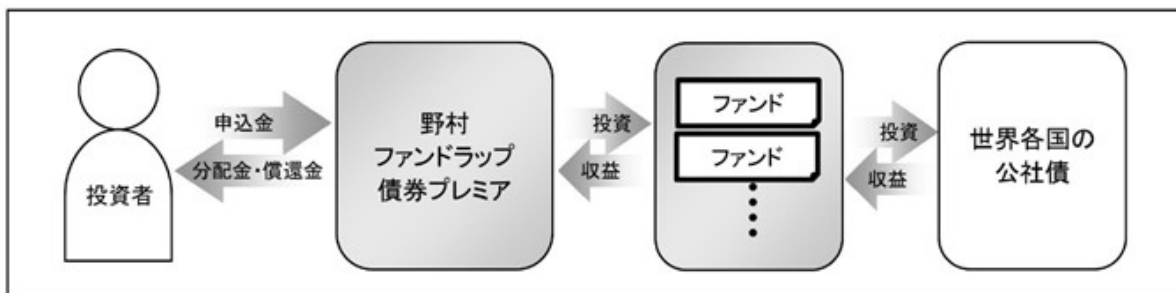 投資者
申込金
分配金・償還金
野村
ファンドラップ
債券プレミア
投資
収益
ファンド
ファンド
投資
収益
世界各国の
公社債